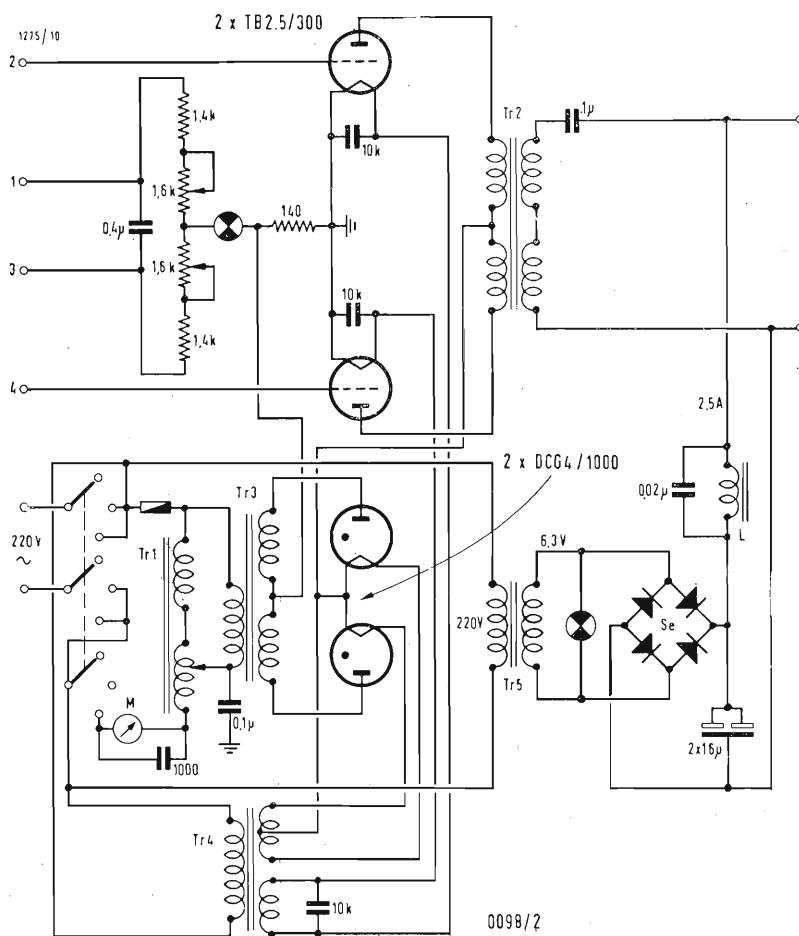 2 x TB2.5/300
1275/10
2
1,4k
10k
Tr2
.1µ
1
1,6k
0,4µ
140
3
1,6k
10k
1,4k
4
2,5A
2 x DCG4/1000
Tr3
0,02µ
L
220V
~
Tr1
6,3V
220V
Se
Tr5
M
0,1µ
1000
2x16µ
Tr4
10k
0098/2